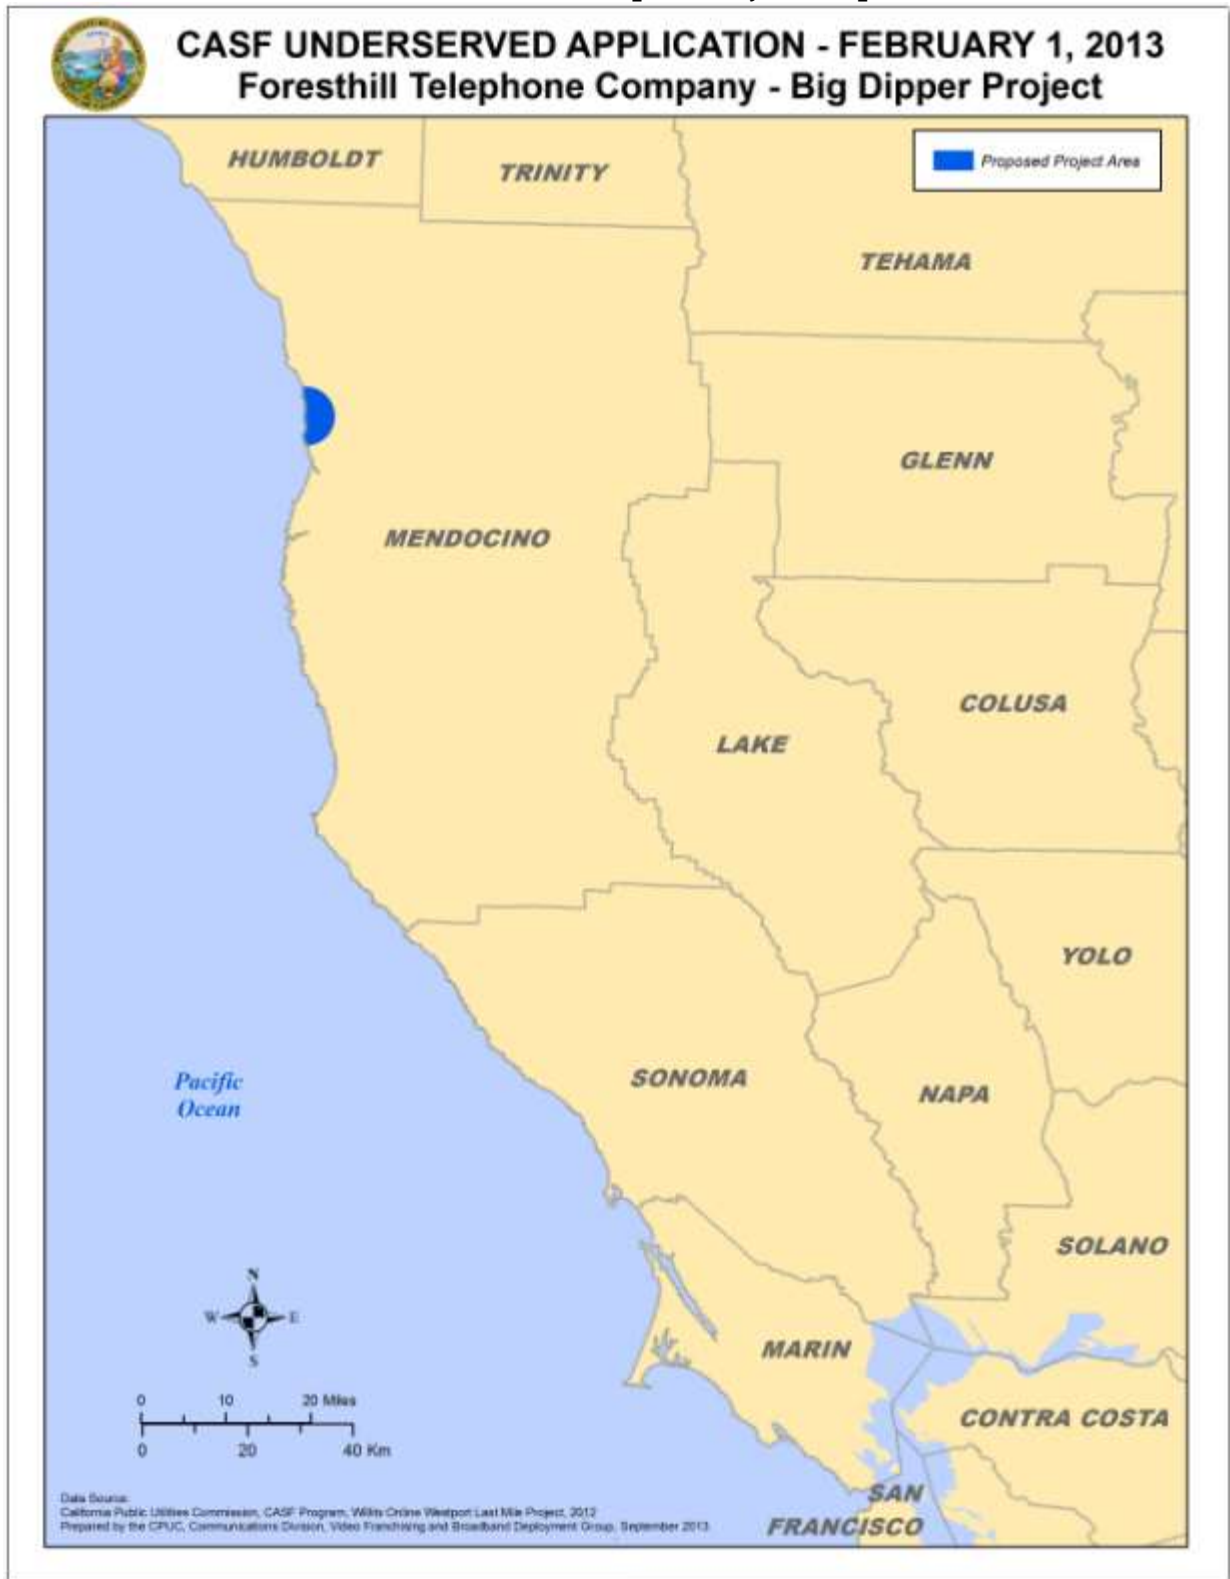 CASF UNDERSERVED APPLICATION - FEBRUARY 1, 2013
Foresthill Telephone Company - Big Dipper Project
HUMBOLDT
TRINITY
Proposed Project Area
TEHAMA
GLENN
MENDOCINO
COLUSA
LAKE
YOLO
SONOMA
NAPA
Pacific
Ocean
SOLANO
N
W E
S
MARIN
0 10 20 Miles
0 20 40 Km
CONTRA COSTA
SAN
FRANCISCO
Data Source:
California Public Utilities Commission, CASF Program, Willits Online Westport Last Mile Project, 2012
Prepared by the CPUC, Communications Division, Video Franchising and Broadband Deployment Group, September 2013